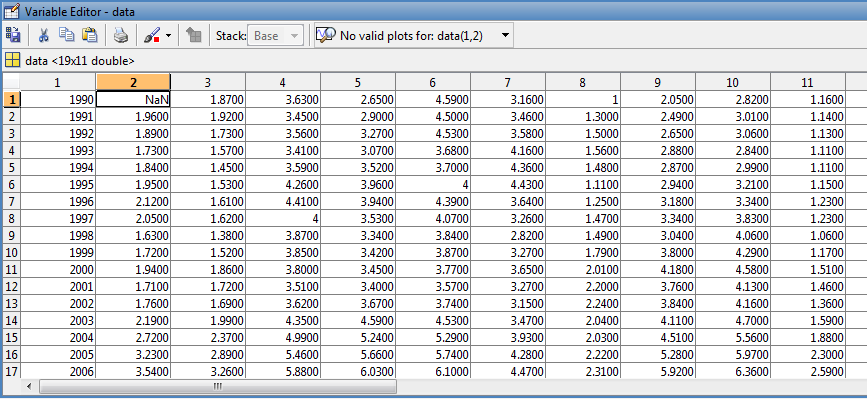 Variable Editor - data
Stack: Base No valid plots for: data(1,2)
data <19x11 double>
1 2 3 4 5 6 7 8 9 10 11
1 1990 NaN 1.8700 3.6300 2.6500 4.5900 3.1600 1 2.0500 2.8200 1.1600
2 1991 1.9600 1.9200 3.4500 2.9000 4.5000 3.4600 1.3000 2.4900 3.0100 1.1400
3 1992 1.8900 1.7300 3.5600 3.2700 4.5300 3.5800 1.5000 2.6500 3.0600 1.1300
4 1993 1.7300 1.5700 3.4100 3.0700 3.6800 4.1600 1.5600 2.8800 2.8400 1.1100
5 1994 1.8400 1.4500 3.5900 3.5200 3.7000 4.3600 1.4800 2.8700 2.9900 1.1100
6 1995 1.9500 1.5300 4.2600 3.9600 4 4.4300 1.1100 2.9400 3.2100 1.1500
7 1996 2.1200 1.6100 4.4100 3.9400 4.3900 3.6400 1.2500 3.1800 3.3400 1.2300
8 1997 2.0500 1.6200 4 3.5300 4.0700 3.2600 1.4700 3.3400 3.8300 1.2300
9 1998 1.6300 1.3800 3.8700 3.3400 3.8400 2.8200 1.4900 3.0400 4.0600 1.0600
10 1999 1.7200 1.5200 3.8500 3.4200 3.8700 3.2700 1.7900 3.8000 4.2900 1.1700
11 2000 1.9400 1.8600 3.8000 3.4500 3.7700 3.6500 2.0100 4.1800 4.5800 1.5100
12 2001 1.7100 1.7200 3.5100 3.4000 3.5700 3.2700 2.2000 3.7600 4.1300 1.4600
13 2002 1.7600 1.6900 3.6200 3.6700 3.7400 3.1500 2.2400 3.8400 4.1600 1.3600
14 2003 2.1900 1.9900 4.3500 4.5900 4.5300 3.4700 2.0400 4.1100 4.7000 1.5900
15 2004 2.7200 2.3700 4.9900 5.2400 5.2900 3.9300 2.0300 4.5100 5.5600 1.8800
16 2005 3.2300 2.8900 5.4600 5.6600 5.7400 4.2800 2.2200 5.2800 5.9700 2.3000
17 2006 3.5400 3.2600 5.8800 6.0300 6.1000 4.4700 2.3100 5.9200 6.3600 2.5900